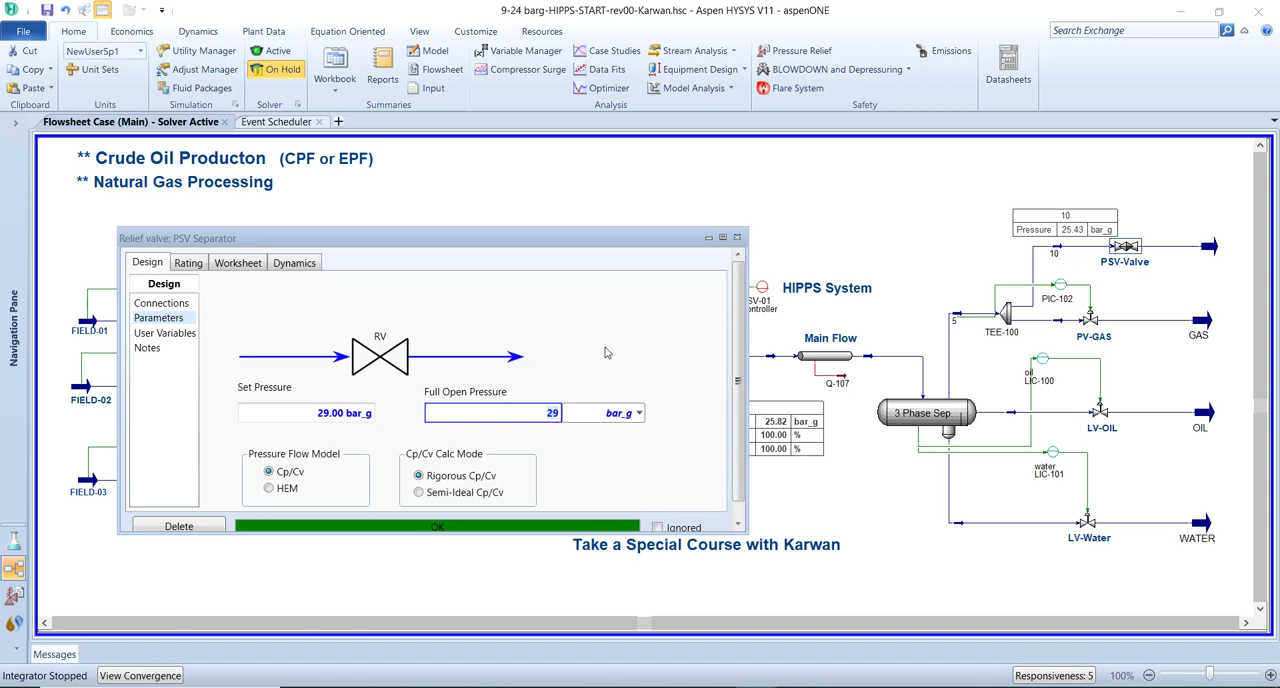 9-24 barg-HIPPS-START-rev00-Karwan.hsc - Aspen HYSYS V11 - aspenONE
File
Home
Economics
Dynamics
Plant Data
Equation Oriented
View
Customize
Resources
Search Exchange
Cut
NewUser5p1
Utility Manager
Active
Model
Variable Manager
Case Studies
Stream Analysis
Pressure Relief
Emissions
Copy
Unit Sets
Adjust Manager
On Hold
Workbook
Reports
Flowsheet
Compressor Surge
Data Fits
Equipment Design
BLOWDOWN and Depressuring
Datasheets
Paste
Fluid Packages
Input
Optimizer
Model Analysis
Flare System
Clipboard
Units
Simulation
Solver
Summaries
Analysis
Safety
Flowsheet Case (Main) - Solver Active
Event Scheduler
Navigation Pane
** Crude Oil Producton (CPF or EPF)
** Natural Gas Processing
Relief valve: PSV Separator
Design
Rating
Worksheet
Dynamics
Design
Connections
Parameters
User Variables
Notes
RV
Set Pressure
29.00 bar_g
Full Open Pressure
29
bar_g
Pressure Flow Model
Cp/Cv
HEM
Cp/Cv Calc Mode
Rigorous Cp/Cv
Semi-Ideal Cp/Cv
Delete
OK
Ignored
FIELD-01
FIELD-02
FIELD-03
10
Pressure 25.43 bar_g
10
PSV-Valve
SV-01
ontroller
HIPPS System
PIC-102
5
TEE-100
PV-GAS
GAS
Main Flow
Q-107
oil
LIC-100
3 Phase Sep.
LV-OIL
OIL
25.82 bar_g
100.00 %
100.00 %
water
LIC-101
LV-Water
WATER
Take a Special Course with Karwan
Messages
Integrator Stopped
View Convergence
Responsiveness: 5
100%